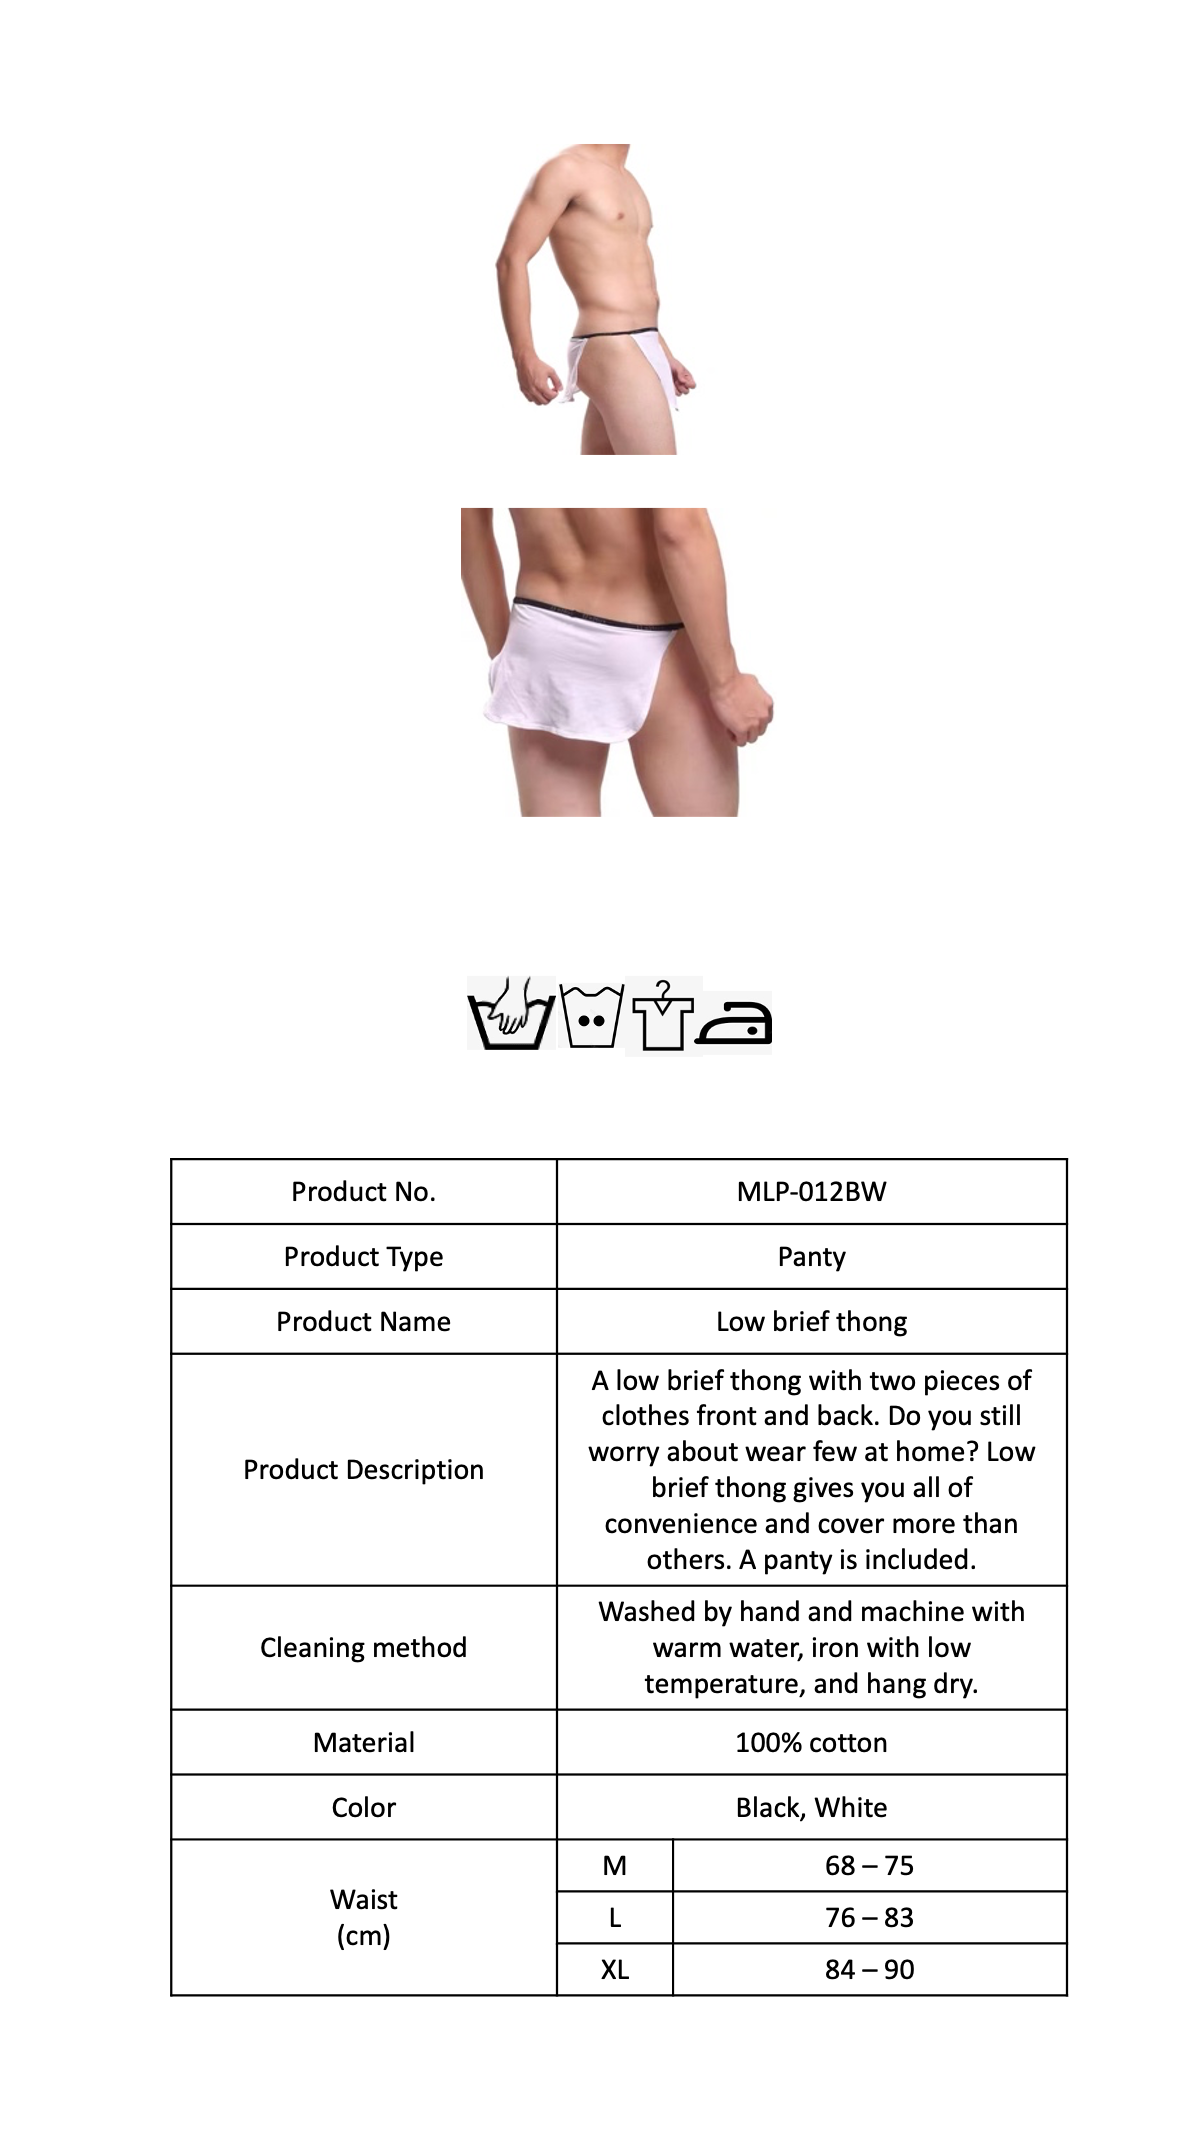 Product No.
MLP-012BW
Product Type
Panty
Product Name
Low brief thong
Product Description
A low brief thong with two pieces of
clothes front and back. Do you still
worry about wear few at home? Low
brief thong gives you all of
convenience and cover more than
others. A panty is included.
Cleaning method
Washed by hand and machine with
warm water, iron with low
temperature, and hang dry.
Material
100% cotton
Color
Black, White
Waist
(cm)
M
68 – 75
L
76 – 83
XL
84 – 90